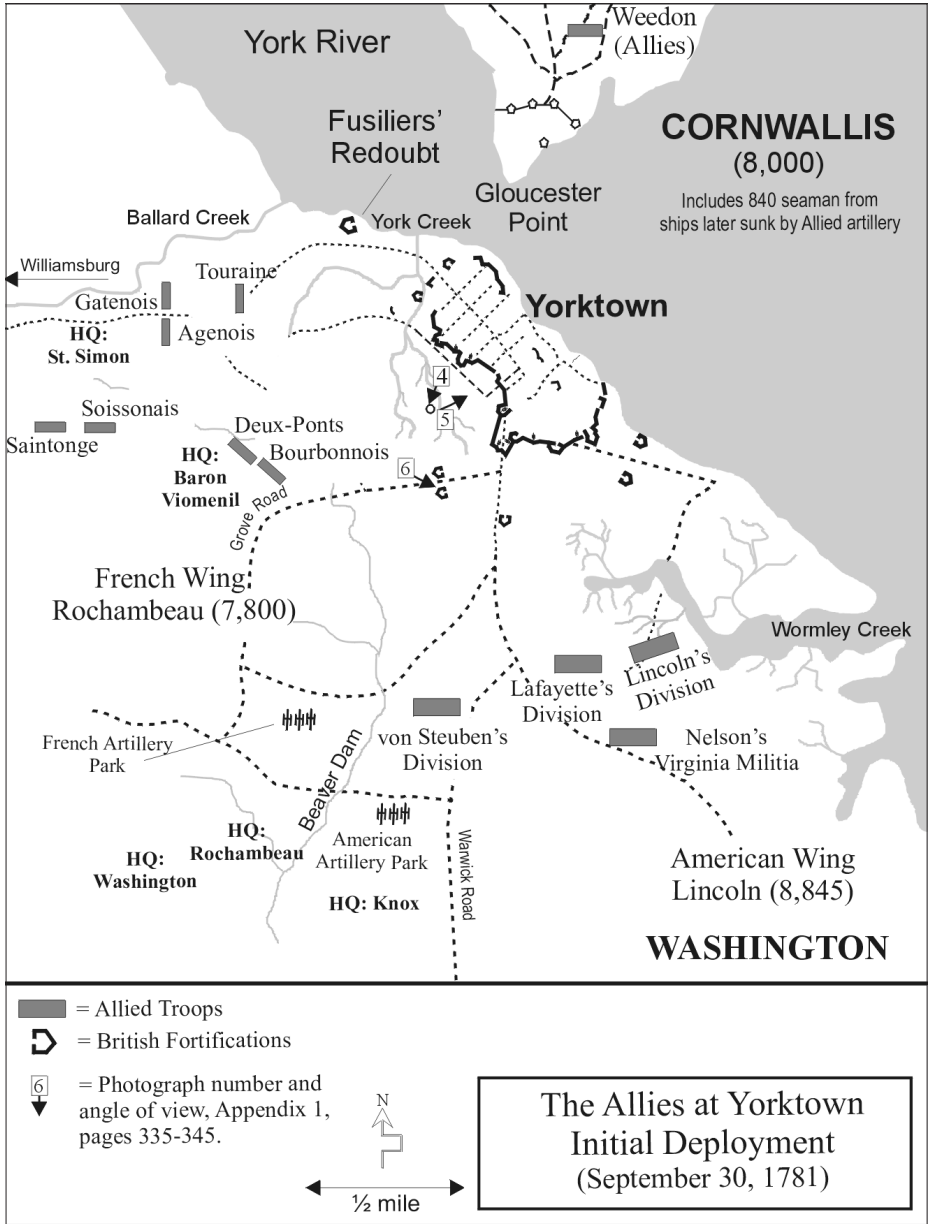 Weedon
(Allies)
York River
CORNWALLIS
(8,000)
Includes 840 seaman from
ships later sunk by Allied artillery
Fusiliers’
Redoubt
Gloucester
Point
Ballard Creek
York Creek
Williamsburg
Touraine
Gatenois
Agenois
HQ:
St. Simon
Yorktown
4
5
Soissonais
Saintonge
Deux-Ponts
Bourbonnois
HQ:
Baron
Viomenil
6
Grove Road
French Wing
Rochambeau (7,800)
Wormley Creek
Lincoln’s
Division
Lafayette’s
Division
von Steuben’s
Division
Nelson’s
Virginia Militia
French Artillery
Park
Beaver Dam
HQ:
Rochambeau
HQ:
Washington
American
Artillery Park
HQ: Knox
Warwick Road
American Wing
Lincoln (8,845)
WASHINGTON
= Allied Troops
= British Fortifications
6
= Photograph number and
angle of view, Appendix 1,
pages 335-345.
N
½ mile
The Allies at Yorktown
Initial Deployment
(September 30, 1781)